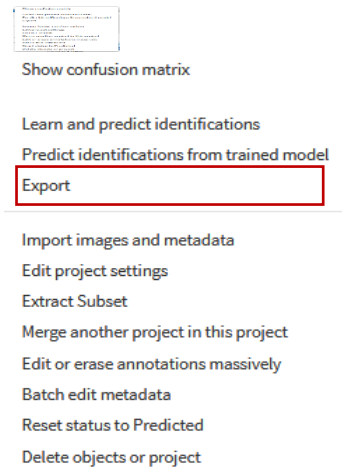 Show confusion matrix
Learn and predict identifications
Predict identifications from trained model
Export
Import images and metadata
Edit project settings
Extract Subset
Merge another project in this project
Edit or erase annotations massively
Batch edit metadata
Reset status to Predicted
Delete objects or project